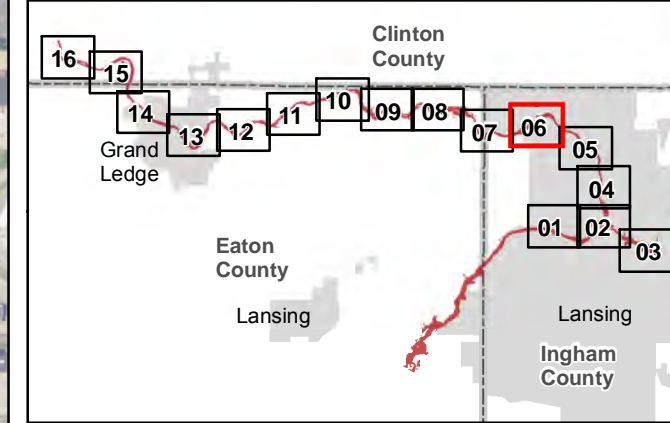 Clinton
County
16
15
14
13
12
11
10
09
08
07
06
05
04
01
02
03
Grand
Ledge
Eaton
County
Lansing
Lansing
Ingham
County